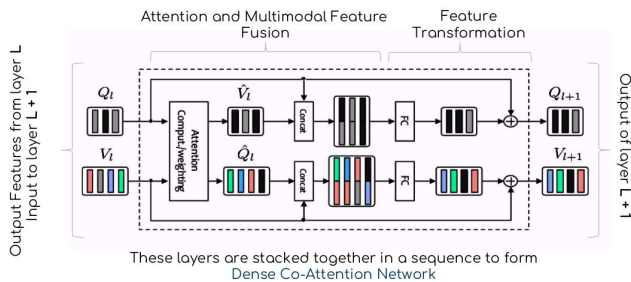 Attention and Multimodal Feature
Fusion
Feature
Transformation
Output Features from layer L
Input to layer L + 1
Q_l
V̂_l
Q_{l+1}
Attention
Comput./weighting
Concat
FC
V_l
Q̂_l
V_{l+1}
Concat
FC
Output of layer L + 1
These layers are stacked together in a sequence to form
Dense Co-Attention Network